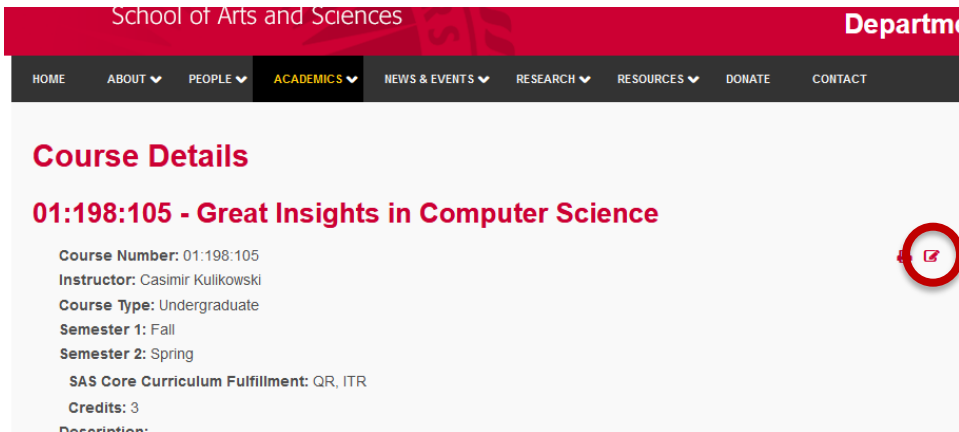 School of Arts and Sciences
Departme
HOME ABOUT PEOPLE ACADEMICS NEWS & EVENTS RESEARCH RESOURCES DONATE CONTACT
Course Details
01:198:105 - Great Insights in Computer Science
Course Number: 01:198:105
Instructor: Casimir Kulikowski
Course Type: Undergraduate
Semester 1: Fall
Semester 2: Spring
SAS Core Curriculum Fulfillment: QR, ITR
Credits: 3
Description: